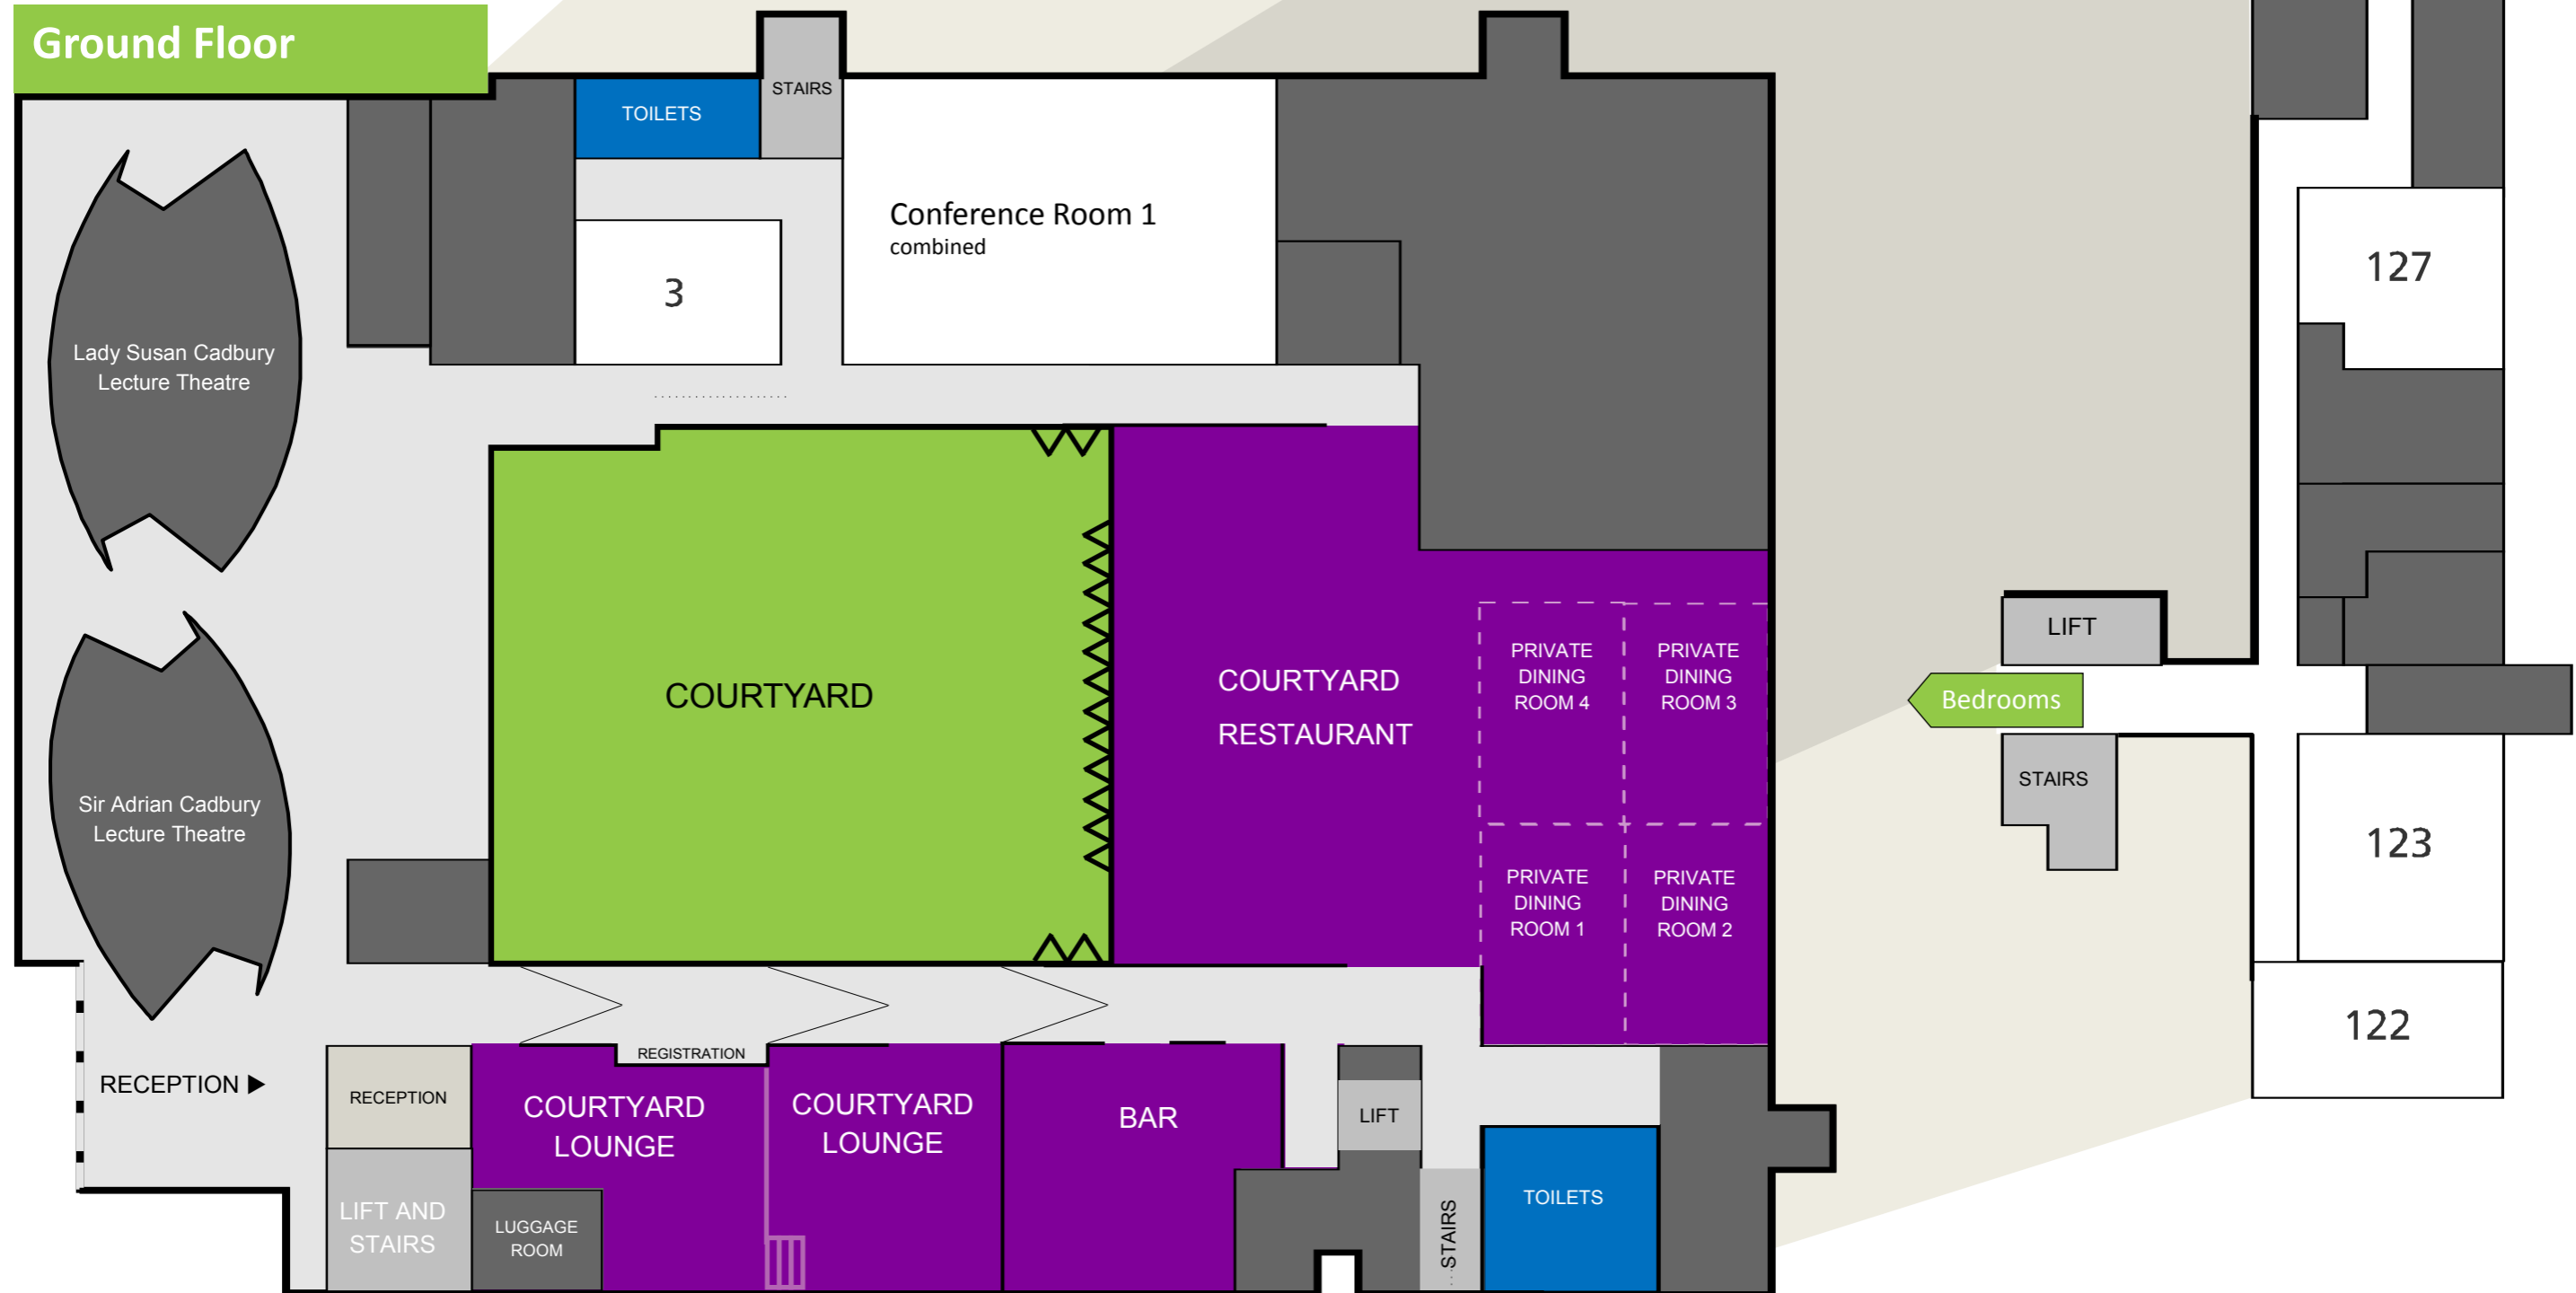 Ground Floor
TOILETS
STAIRS
Conference Room 1
combined
3
127
Lady Susan Cadbury
Lecture Theatre
COURTYARD
COURTYARD
RESTAURANT
PRIVATE
DINING
ROOM 4
PRIVATE
DINING
ROOM 3
LIFT
Bedrooms
STAIRS
Sir Adrian Cadbury
Lecture Theatre
123
PRIVATE
DINING
ROOM 1
PRIVATE
DINING
ROOM 2
122
REGISTRATION
RECEPTION ▶
RECEPTION
COURTYARD
LOUNGE
COURTYARD
LOUNGE
BAR
LIFT
LIFT AND
STAIRS
LUGGAGE
ROOM
STAIRS
TOILETS